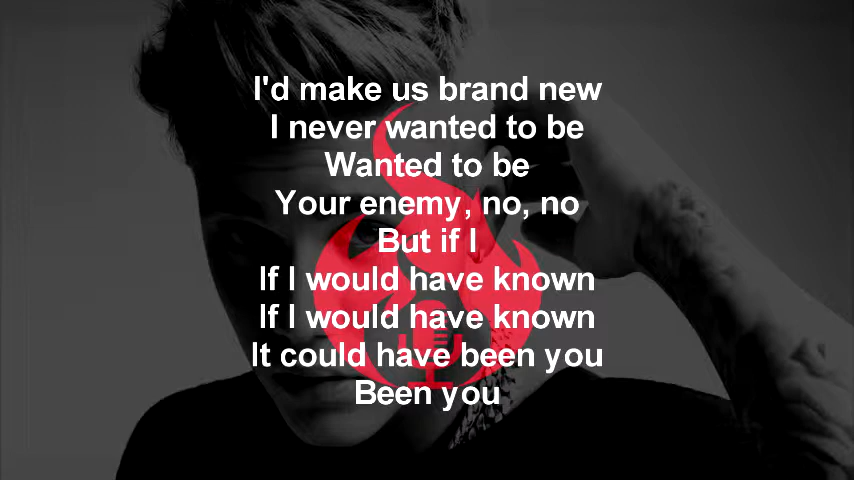 I'd make us brand new
I never wanted to be
Wanted to be
Your enemy, no, no
But if I
If I would have known
If I would have known
It could have been you
Been you